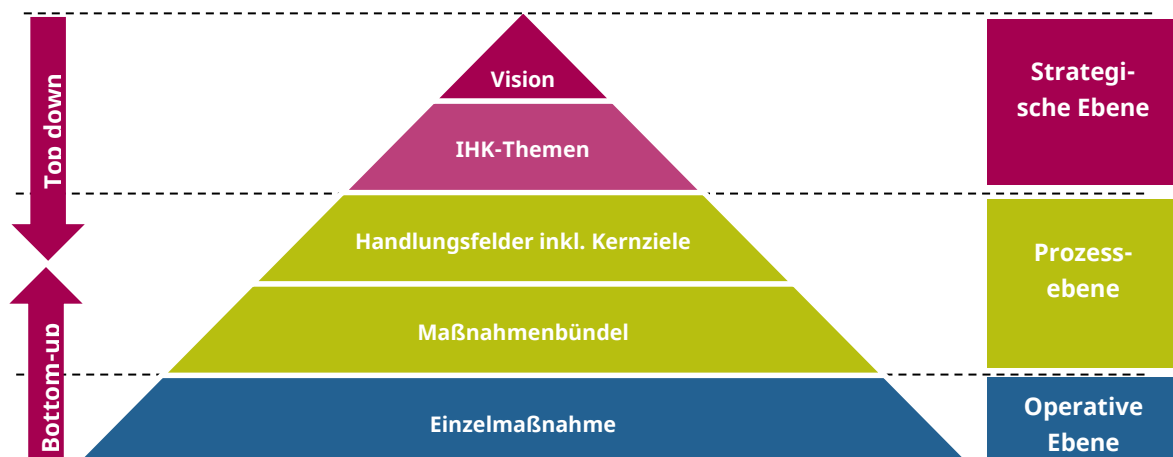 Top down
Vision
Strategi-
sche Ebene
IHK-Themen
Handlungsfelder inkl. Kernziele
Prozess-
ebene
Maßnahmenbündel
Bottom-up
Einzelmaßnahme
Operative
Ebene